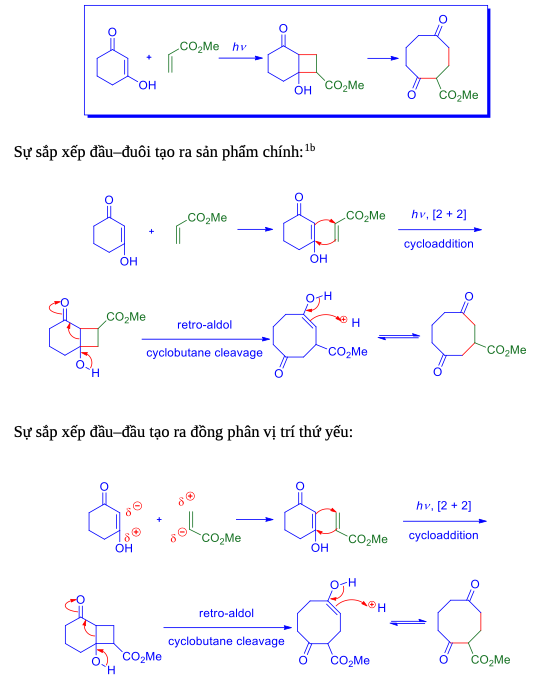 O
CO₂Me
+
OH
hν
O
CO₂Me
OH
O
O
CO₂Me
Sự sắp xếp đầu–đuôi tạo ra sản phẩm chính:¹ᵇ
O
+
CO₂Me
OH
O
CO₂Me
OH
hν, [2 + 2]
cycloaddition
O
CO₂Me
O
H
retro-aldol
cyclobutane cleavage
O–H
⊕ H
CO₂Me
O
O
CO₂Me
O
Sự sắp xếp đầu–đầu tạo ra đồng phân vị trí thứ yếu:
O
δ⊖
δ⊕
OH
+
δ⊕
δ⊖
CO₂Me
O
OH
CO₂Me
hν, [2 + 2]
cycloaddition
O
O
H
CO₂Me
retro-aldol
cyclobutane cleavage
O–H
⊕H
O
CO₂Me
O
O
CO₂Me